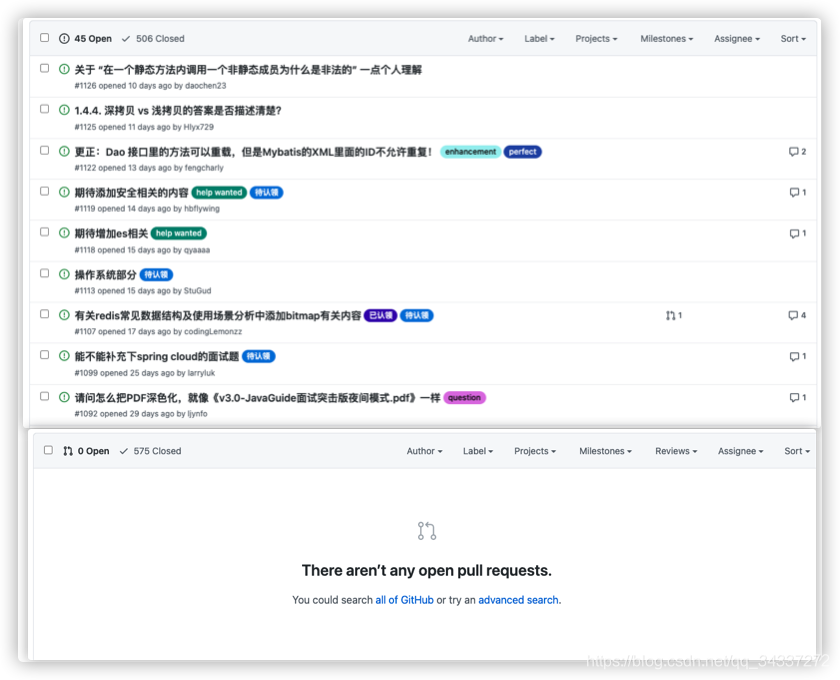 45 Open 506 Closed Author Label Projects Milestones Assignee Sort
关于 “在一个静态方法内调用一个非静态成员为什么是非法的” 一点个人理解
#1126 opened 10 days ago by daochen23
1.4.4. 深拷贝 vs 浅拷贝的答案是否描述清楚？
#1125 opened 11 days ago by Hlyx729
更正：Dao 接口里的方法可以重载，但是Mybatis的XML里面的ID不允许重复！ enhancement perfect 2
#1122 opened 13 days ago by fengcharly
期待添加安全相关的内容 help wanted 待认领 1
#1119 opened 14 days ago by hbflywing
期待增加es相关 help wanted 1
#1118 opened 15 days ago by qyaaaa
操作系统部分 待认领
#1113 opened 15 days ago by StuGud
有关redis常见数据结构及使用场景分析中添加bitmap有关内容 已认领 待认领 1 4
#1107 opened 17 days ago by codingLemonzz
能不能补充下spring cloud的面试题 待认领 1
#1099 opened 25 days ago by larryluk
请问怎么把PDF深色化，就像《v3.0-JavaGuide面试突击版夜间模式.pdf》一样 question 1
#1092 opened 29 days ago by ljynfo
0 Open 575 Closed Author Label Projects Milestones Reviews Assignee Sort
There aren’t any open pull requests.
You could search all of GitHub or try an advanced search.
https://blog.csdn.net/qq_34337272